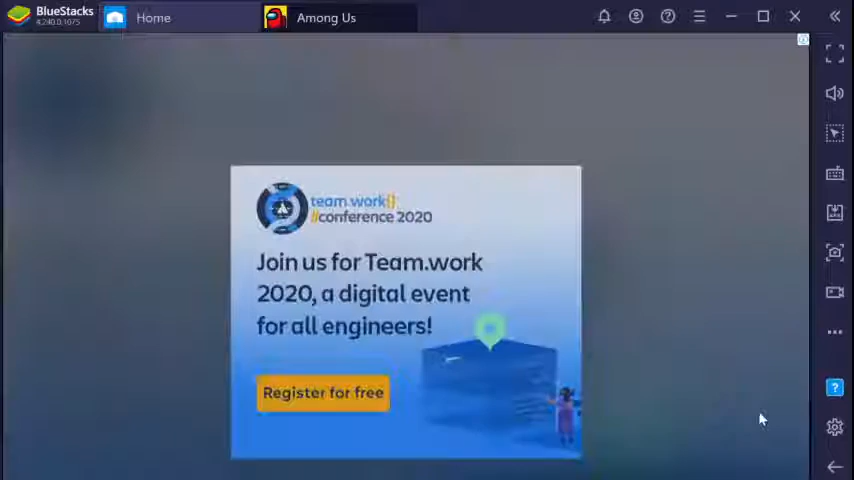 BlueStacks
4.240.0.1075
Home
Among Us
team.work{}
//conference 2020
Join us for Team.work
2020, a digital event
for all engineers!
Register for free